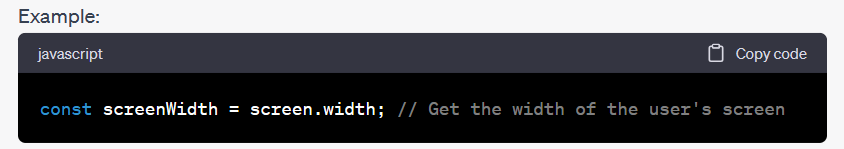 Example:
javascript Copy code
const screenWidth = screen.width; // Get the width of the user's screen